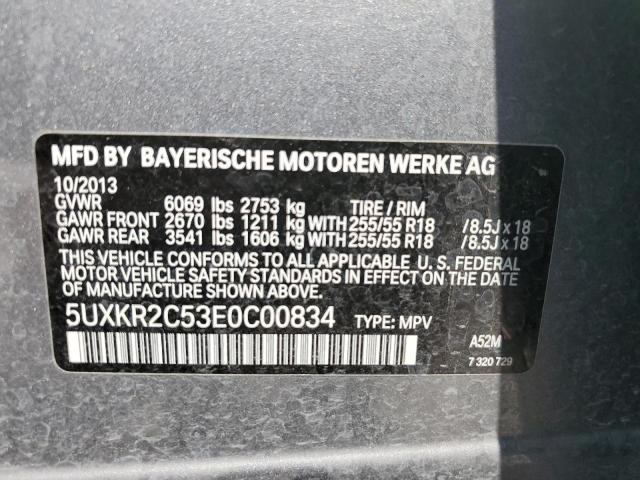 MFD BY BAYERISCHE MOTOREN WERKE AG
10/2013
GVWR 6069 lbs 2753 kg TIRE / RIM
GAWR FRONT 2670 lbs 1211 kg WITH 255/55 R18 /8.5J x 18
GAWR REAR 3541 lbs 1606 kg WITH 255/55 R18 /8.5J x 18
THIS VEHICLE CONFORMS TO ALL APPLICABLE U. S. FEDERAL
MOTOR VEHICLE SAFETY STANDARDS IN EFFECT ON THE DATE
OF MANUFACTURE SHOWN ABOVE.
5UXKR2C53E0C00834 TYPE: MPV
A52M
7 320 729